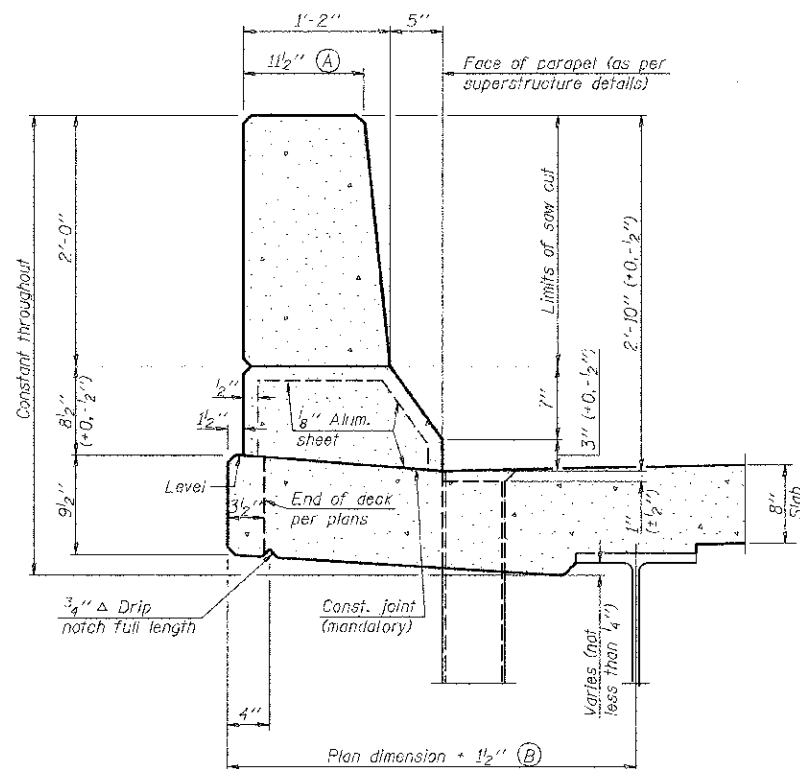 1'-2"
5"
11½" Ⓐ
Face of parapet (as per
superstructure details)
Constant throughout
2'-0"
8½"
(+0,-½")
9½"
Limits of saw cut
2'-10" (+0,-½")
7"
3" (+0,-½")
½"
1½"
⅛" Alum.
sheet
Level
3½"
End of deck
per plans
1"
(±½")
8"
Slab
¾" △ Drip
notch full length
Const. joint
(mandatory)
Varies (not
less than ¼")
4"
Plan dimension + 1½" Ⓑ